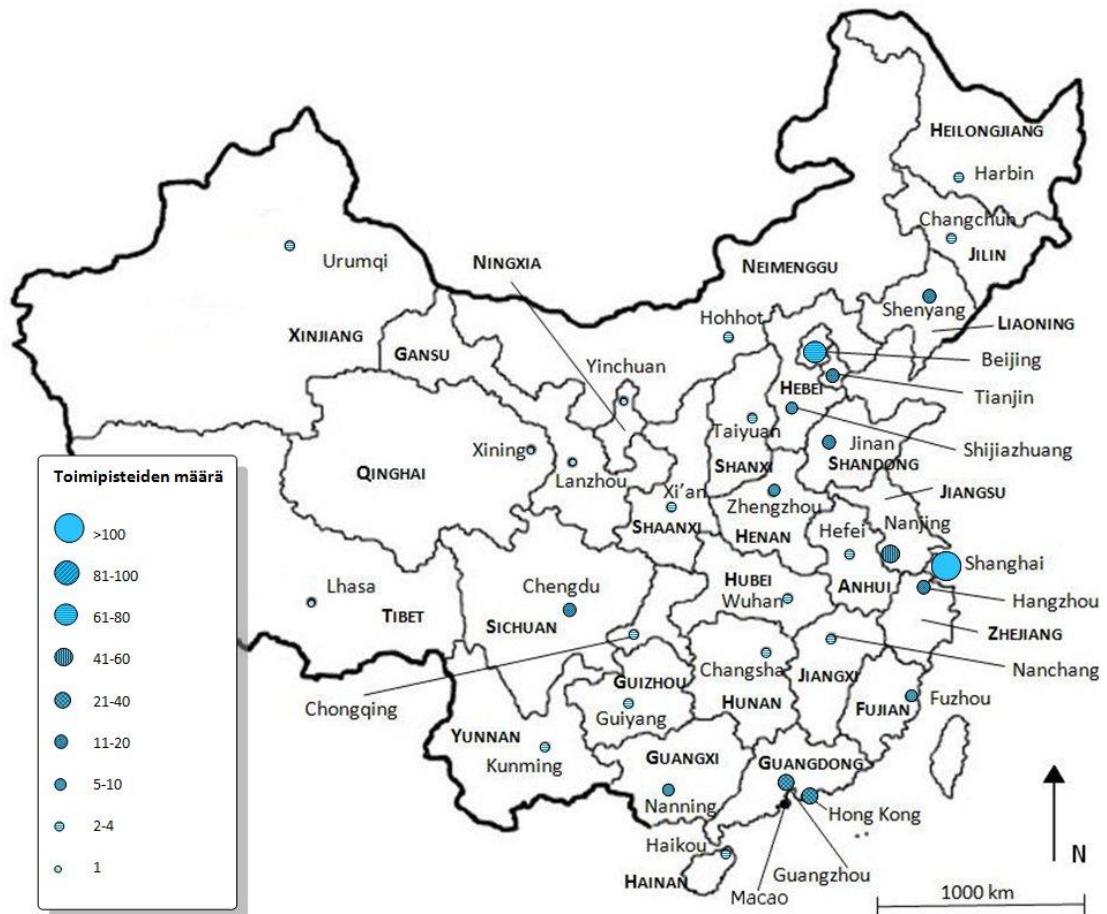 HEILONGJIANG
Harbin
Changchun
JILIN
Urumqi
NINGXIA
NEIMENGGU
Shenyang
LIAONING
Hohhot
XINJIANG
GANSU
Beijing
Yinchuan
HEBEI
Tianjin
Taiyuan
Shijiazhuang
Jinan
Xining
QINGHAI
Lanzhou
SHANXI
SHANDONG
Xi'an
JIANGSU
Zhengzhou
SHAANXI
HENAN
Hefei
Nanjing
Shanghai
Lhasa
Chengdu
HUBEI
ANHUI
Wuhan
Hangzhou
TIBET
SICHUAN
ZHEJIANG
Changsha
JIANGXI
Nanchang
GUIZHOU
Chongqing
HUNAN
FUJIAN
Fuzhou
Guiyang
YUNNAN
Kunming
GUANGXI
GUANGDONG
Nanning
Hong Kong
Haikou
HAINAN
Guangzhou
Macao
Toimipisteiden määrä
>100
81-100
61-80
41-60
21-40
11-20
5-10
2-4
1
N
1000 km